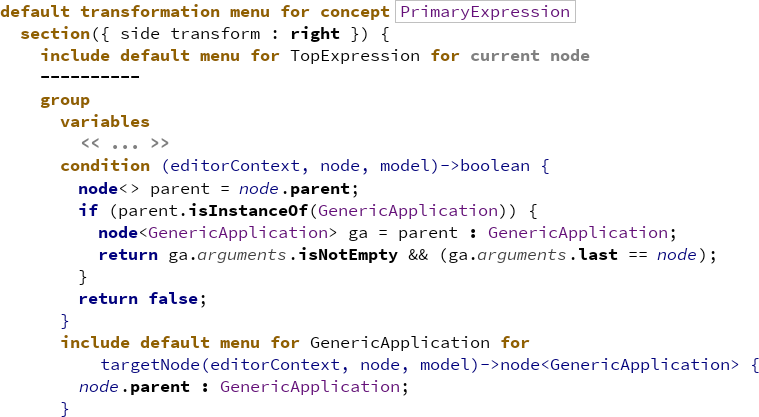 default transformation menu for concept PrimaryExpression
section({ side transform : right }) {
include default menu for TopExpression for current node
----------
group
variables
<< ... >>
condition (editorContext, node, model)->boolean {
node<> parent = node.parent;
if (parent.isInstanceOf(GenericApplication)) {
node<GenericApplication> ga = parent : GenericApplication;
return ga.arguments.isNotEmpty && (ga.arguments.last == node);
}
return false;
}
include default menu for GenericApplication for
targetNode(editorContext, node, model)->node<GenericApplication> {
node.parent : GenericApplication;
}